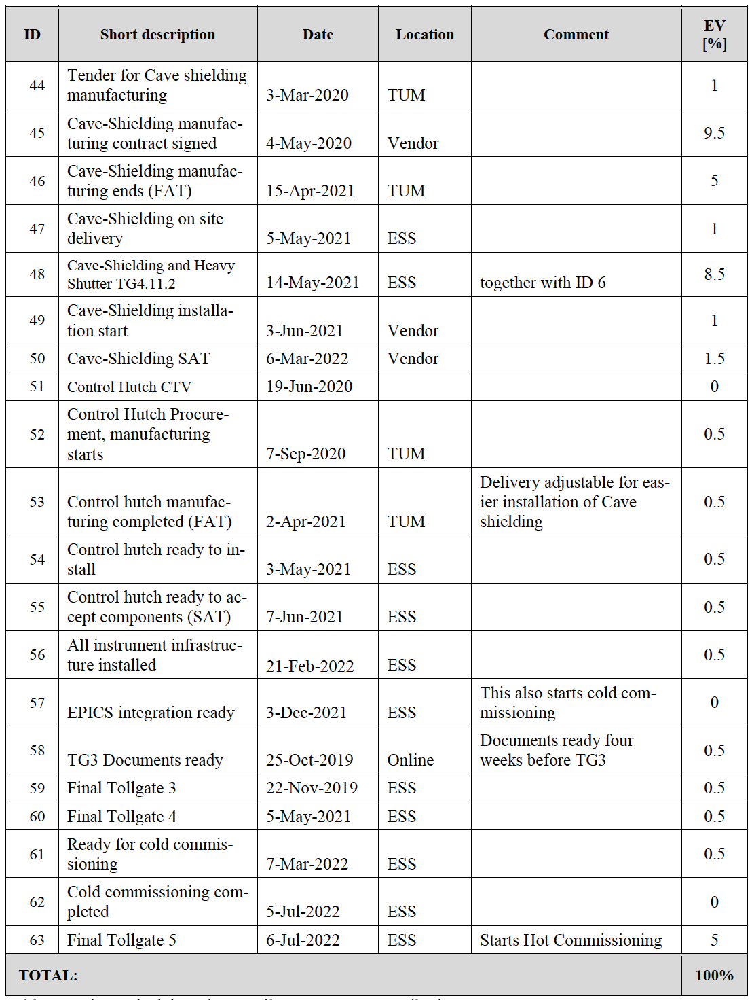 ID Short description Date Location Comment EV
[%]
44 Tender for Cave shielding
manufacturing 3-Mar-2020 TUM 1
45 Cave-Shielding manufac-
turing contract signed 4-May-2020 Vendor 9.5
46 Cave-Shielding manufac-
turing ends (FAT) 15-Apr-2021 TUM 5
47 Cave-Shielding on site
delivery 5-May-2021 ESS 1
48 Cave-Shielding and Heavy
Shutter TG4.11.2 14-May-2021 ESS together with ID 6 8.5
49 Cave-Shielding installa-
tion start 3-Jun-2021 Vendor 1
50 Cave-Shielding SAT 6-Mar-2022 Vendor 1.5
51 Control Hutch CTV 19-Jun-2020 0
52 Control Hutch Procure-
ment, manufacturing
starts 7-Sep-2020 TUM 0.5
53 Control hutch manufac-
turing completed (FAT) 2-Apr-2021 TUM Delivery adjustable for eas-
ier installation of Cave
shielding 0.5
54 Control hutch ready to in-
stall 3-May-2021 ESS 0.5
55 Control hutch ready to ac-
cept components (SAT) 7-Jun-2021 ESS 0.5
56 All instrument infrastruc-
ture installed 21-Feb-2022 ESS 0.5
57 EPICS integration ready 3-Dec-2021 ESS This also starts cold com-
missioning 0
58 TG3 Documents ready 25-Oct-2019 Online Documents ready four
weeks before TG3 0.5
59 Final Tollgate 3 22-Nov-2019 ESS 0.5
60 Final Tollgate 4 5-May-2021 ESS 0.5
61 Ready for cold commis-
sioning 7-Mar-2022 ESS 0.5
62 Cold commissioning com-
pleted 5-Jul-2022 ESS 0
63 Final Tollgate 5 6-Jul-2022 ESS Starts Hot Commissioning 5
TOTAL: 100%